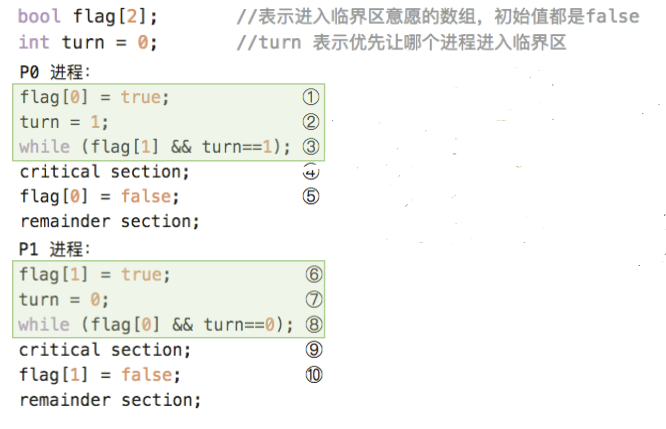 bool flag[2]; //表示进入临界区意愿的数组，初始值都是false
int turn = 0; //turn 表示优先让哪个进程进入临界区
P0 进程：
flag[0] = true; ①
turn = 1; ②
while (flag[1] && turn==1); ③
critical section; ④
flag[0] = false; ⑤
remainder section;
P1 进程：
flag[1] = true; ⑥
turn = 0; ⑦
while (flag[0] && turn==0); ⑧
critical section; ⑨
flag[1] = false; ⑩
remainder section;